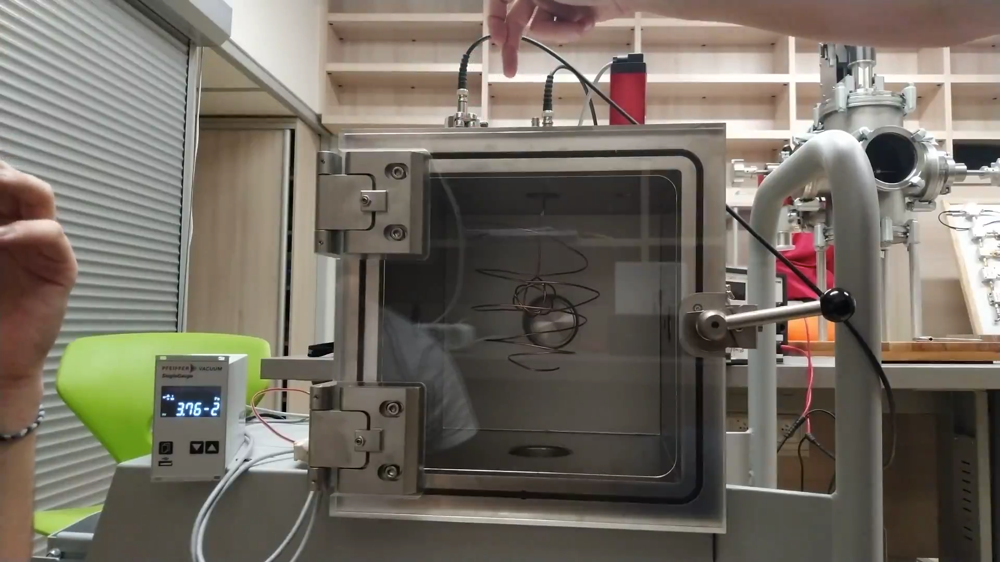 PFEIFFER VACUUM
SingleGauge
Pa
3.76-2